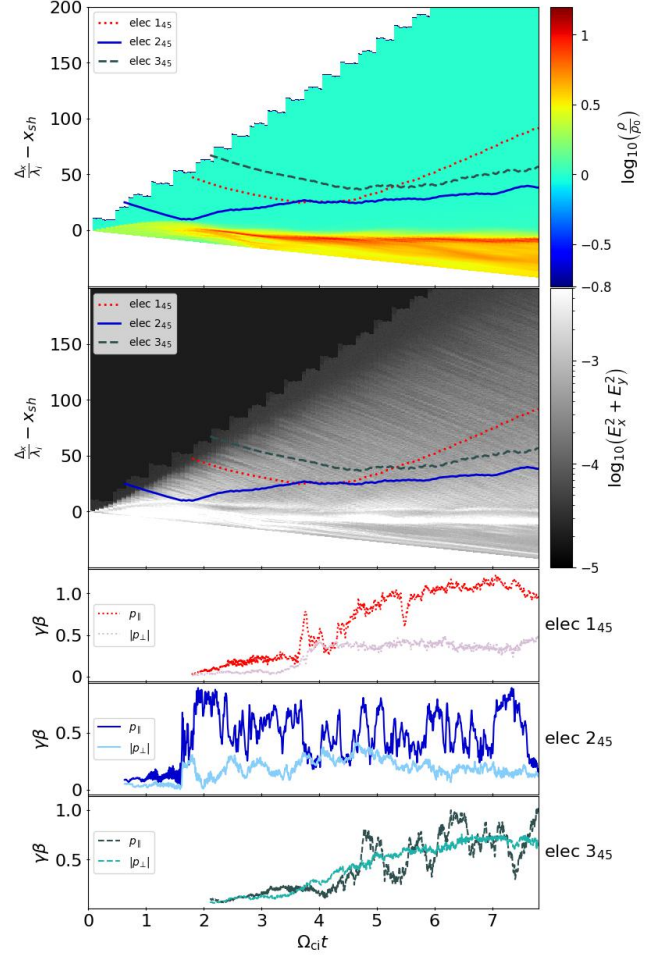 200
150
100
50
0
Δₓ/λᵢ − x_sh
elec 1₄₅
elec 2₄₅
elec 3₄₅
1
0.5
0
−0.5
−0.8
log₁₀(ρ/ρ₀)
150
100
50
0
Δₓ/λᵢ − x_sh
elec 1₄₅
elec 2₄₅
elec 3₄₅
−3
−4
−5
log₁₀(Eₓ² + E_y²)
1.0
0.5
0
γβ
p∥
|p⊥|
elec 1₄₅
0.5
0
γβ
p∥
|p⊥|
elec 2₄₅
1.0
0.5
γβ
p∥
|p⊥|
elec 3₄₅
0 1 2 3 4 5 6 7
Ω_ci t